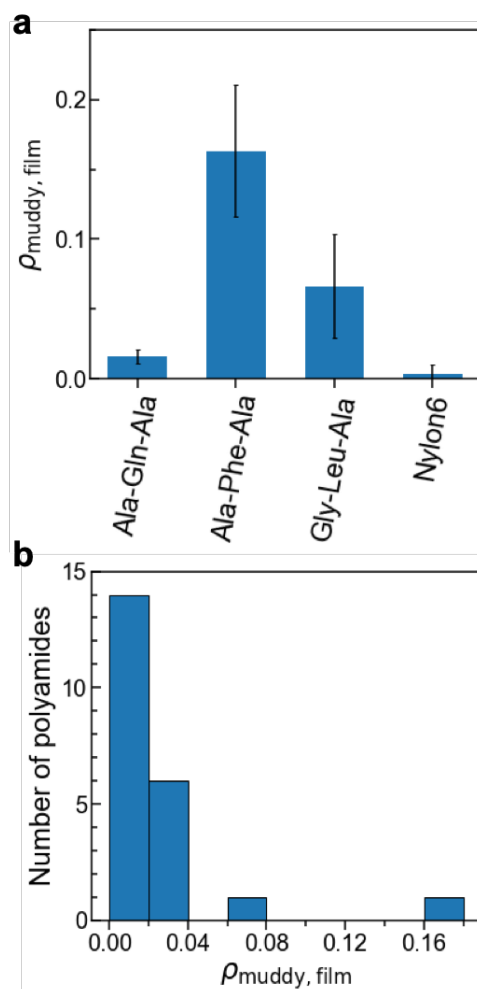 a
ρmuddy, film
0.2
0.1
0.0
Ala-Gln-Ala
Ala-Phe-Ala
Gly-Leu-Ala
Nylon6
b
Number of polyamides
15
10
5
0
0.00 0.04 0.08 0.12 0.16
ρmuddy, film